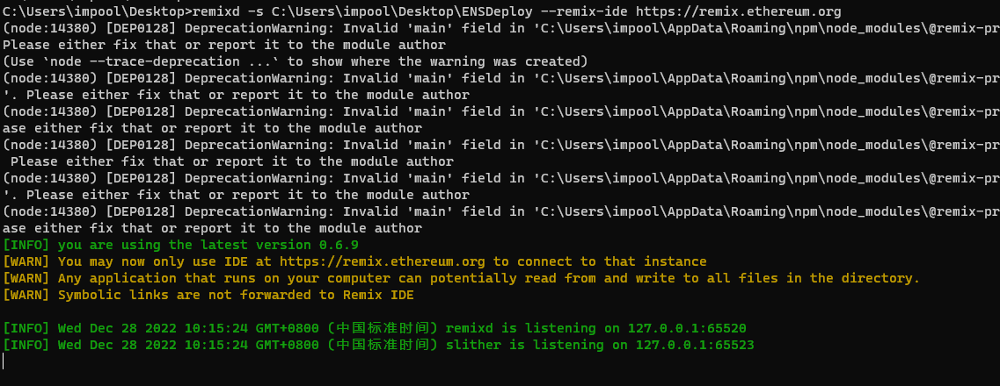 C:\Users\impool\Desktop>remixd -s C:\Users\impool\Desktop\ENSDeploy --remix-ide https://remix.ethereum.org
(node:14380) [DEP0128] DeprecationWarning: Invalid 'main' field in 'C:\Users\impool\AppData\Roaming\npm\node_modules\@remix-pr
Please either fix that or report it to the module author
(Use `node --trace-deprecation ...` to show where the warning was created)
(node:14380) [DEP0128] DeprecationWarning: Invalid 'main' field in 'C:\Users\impool\AppData\Roaming\npm\node_modules\@remix-pr
'. Please either fix that or report it to the module author
(node:14380) [DEP0128] DeprecationWarning: Invalid 'main' field in 'C:\Users\impool\AppData\Roaming\npm\node_modules\@remix-pr
ase either fix that or report it to the module author
(node:14380) [DEP0128] DeprecationWarning: Invalid 'main' field in 'C:\Users\impool\AppData\Roaming\npm\node_modules\@remix-pr
 Please either fix that or report it to the module author
(node:14380) [DEP0128] DeprecationWarning: Invalid 'main' field in 'C:\Users\impool\AppData\Roaming\npm\node_modules\@remix-pr
'. Please either fix that or report it to the module author
(node:14380) [DEP0128] DeprecationWarning: Invalid 'main' field in 'C:\Users\impool\AppData\Roaming\npm\node_modules\@remix-pr
ase either fix that or report it to the module author
[INFO] you are using the latest version 0.6.9
[WARN] You may now only use IDE at https://remix.ethereum.org to connect to that instance
[WARN] Any application that runs on your computer can potentially read from and write to all files in the directory.
[WARN] Symbolic links are not forwarded to Remix IDE
[INFO] Wed Dec 28 2022 10:15:24 GMT+0800 (中国标准时间) remixd is listening on 127.0.0.1:65520
[INFO] Wed Dec 28 2022 10:15:24 GMT+0800 (中国标准时间) slither is listening on 127.0.0.1:65523